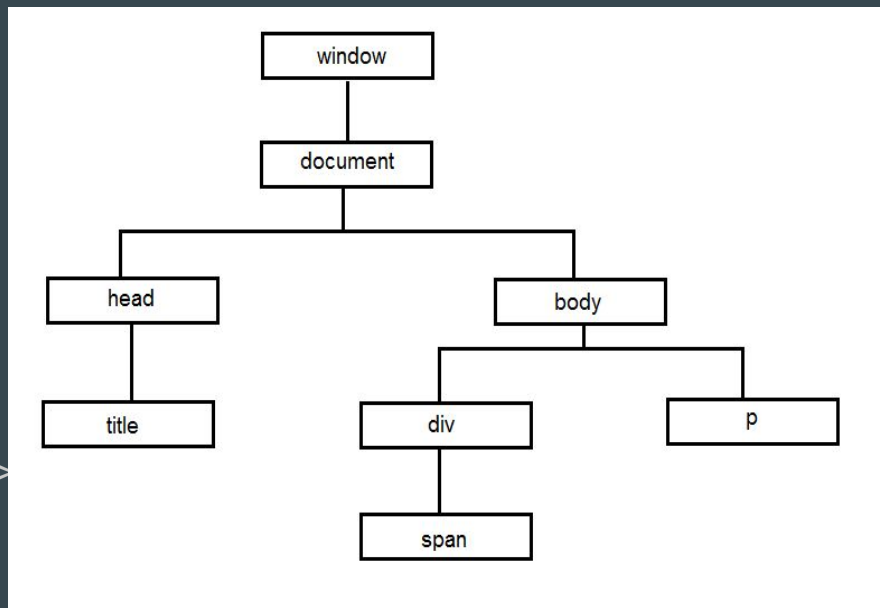 window
document
head
body
title
div
p
span
>